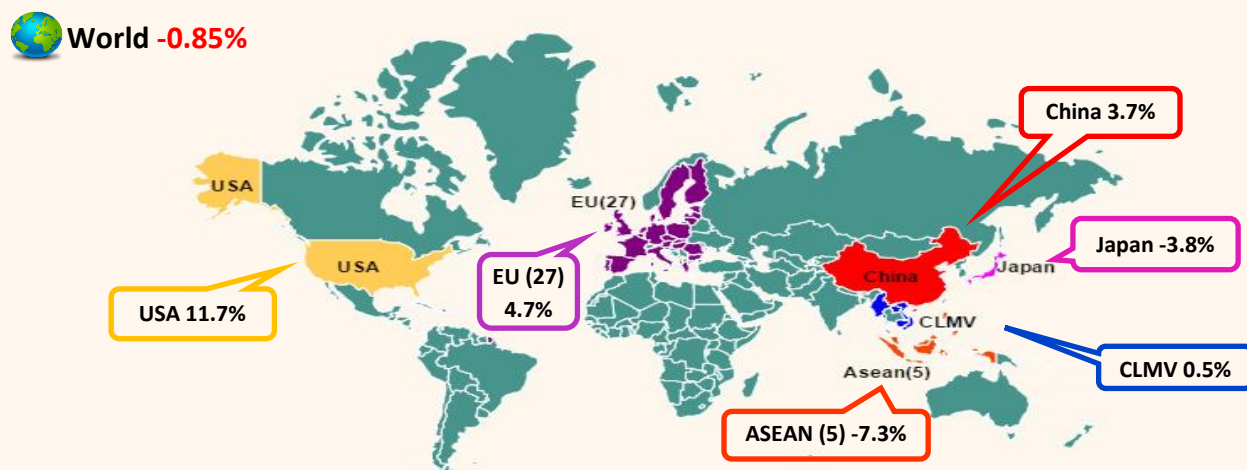 World -0.85%
China 3.7%
USA
EU(27)
Japan -3.8%
USA
EU (27)
4.7%
China
Japan
USA 11.7%
CLMV
CLMV 0.5%
Asean(5)
ASEAN (5) -7.3%